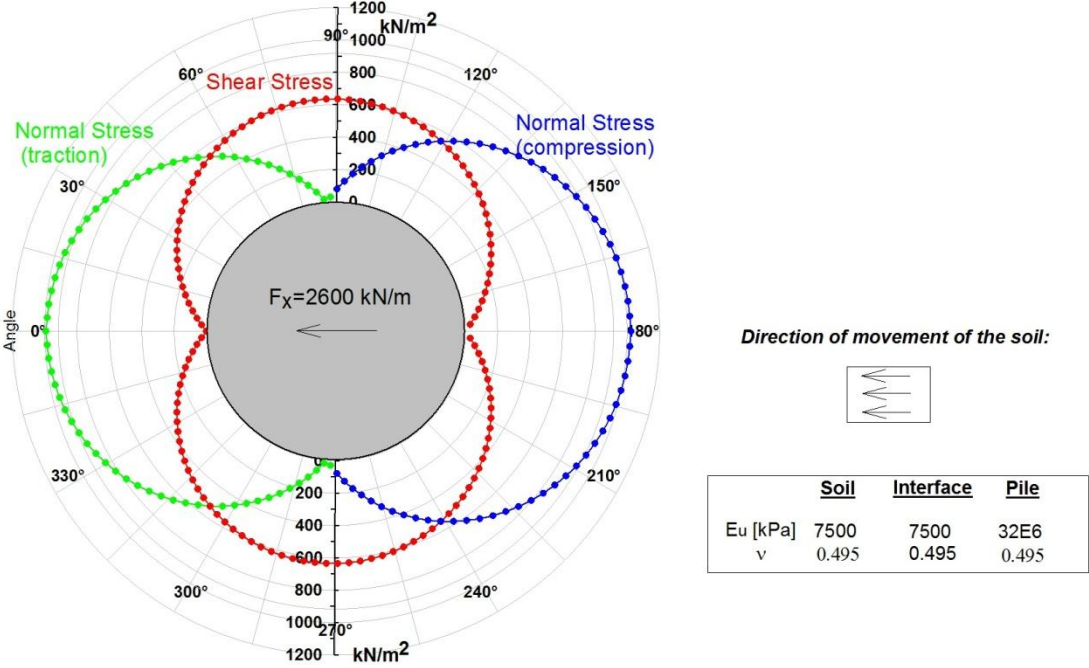 1200
kN/m2
1000
90°
800
600
400
200
0
60°
120°
Shear Stress
Normal Stress
(traction)
Normal Stress
(compression)
30°
150°
FX=2600 kN/m
Angle
0°
80°
Direction of movement of the soil:
330°
210°
0
200
400
600
800
1000
270°
1200
kN/m2
300°
240°
Soil Interface Pile
Eu [kPa] 7500 7500 32E6
ν 0.495 0.495 0.495